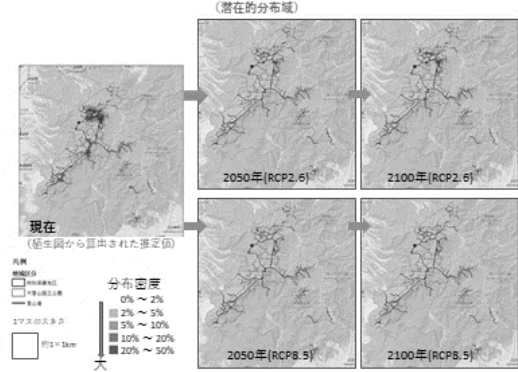 (潜在的分布域)
現在
(植生図から算出された推定値)
2050年(RCP2.6)
2100年(RCP2.6)
2050年(RCP8.5)
2100年(RCP8.5)
凡例
地域区分
1マスの大きさ
約1×1km
分布密度
0% ～ 2%
2% ～ 5%
5% ～ 10%
10% ～ 20%
20% ～ 50%
大